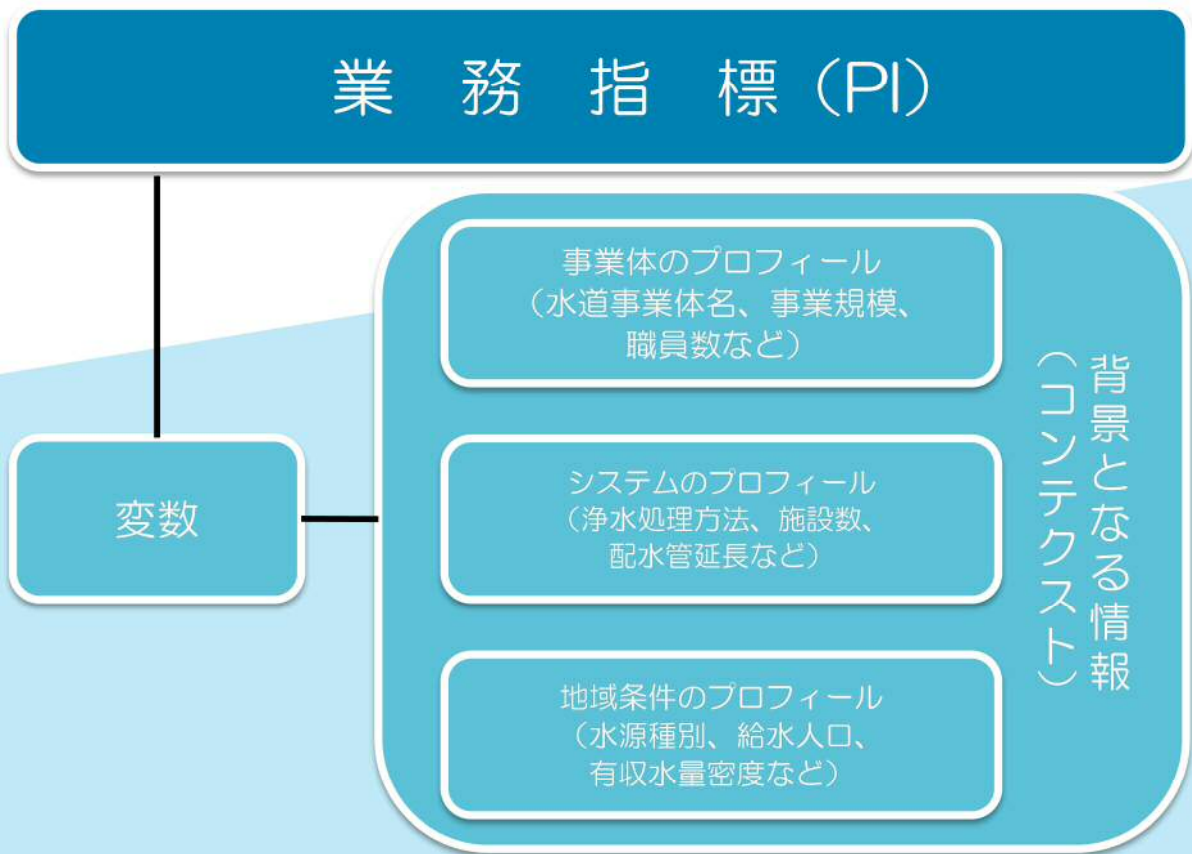 業務指標（PI）
事業体のプロフィール
（水道事業体名、事業規模、
職員数など）
変数
システムのプロフィール
（浄水処理方法、施設数、
配水管延長など）
地域条件のプロフィール
（水源種別、給水人口、
有収水量密度など）
背景となる情報
（コンテクスト）